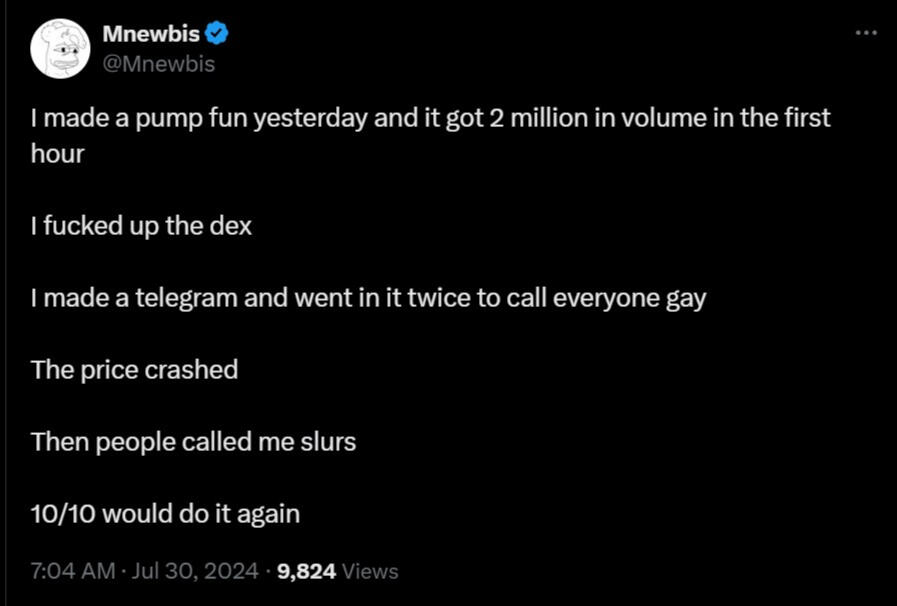 Mnewbis
@Mnewbis
I made a pump fun yesterday and it got 2 million in volume in the first
hour
I fucked up the dex
I made a telegram and went in it twice to call everyone gay
The price crashed
Then people called me slurs
10/10 would do it again
7:04 AM · Jul 30, 2024 · 9,824 Views